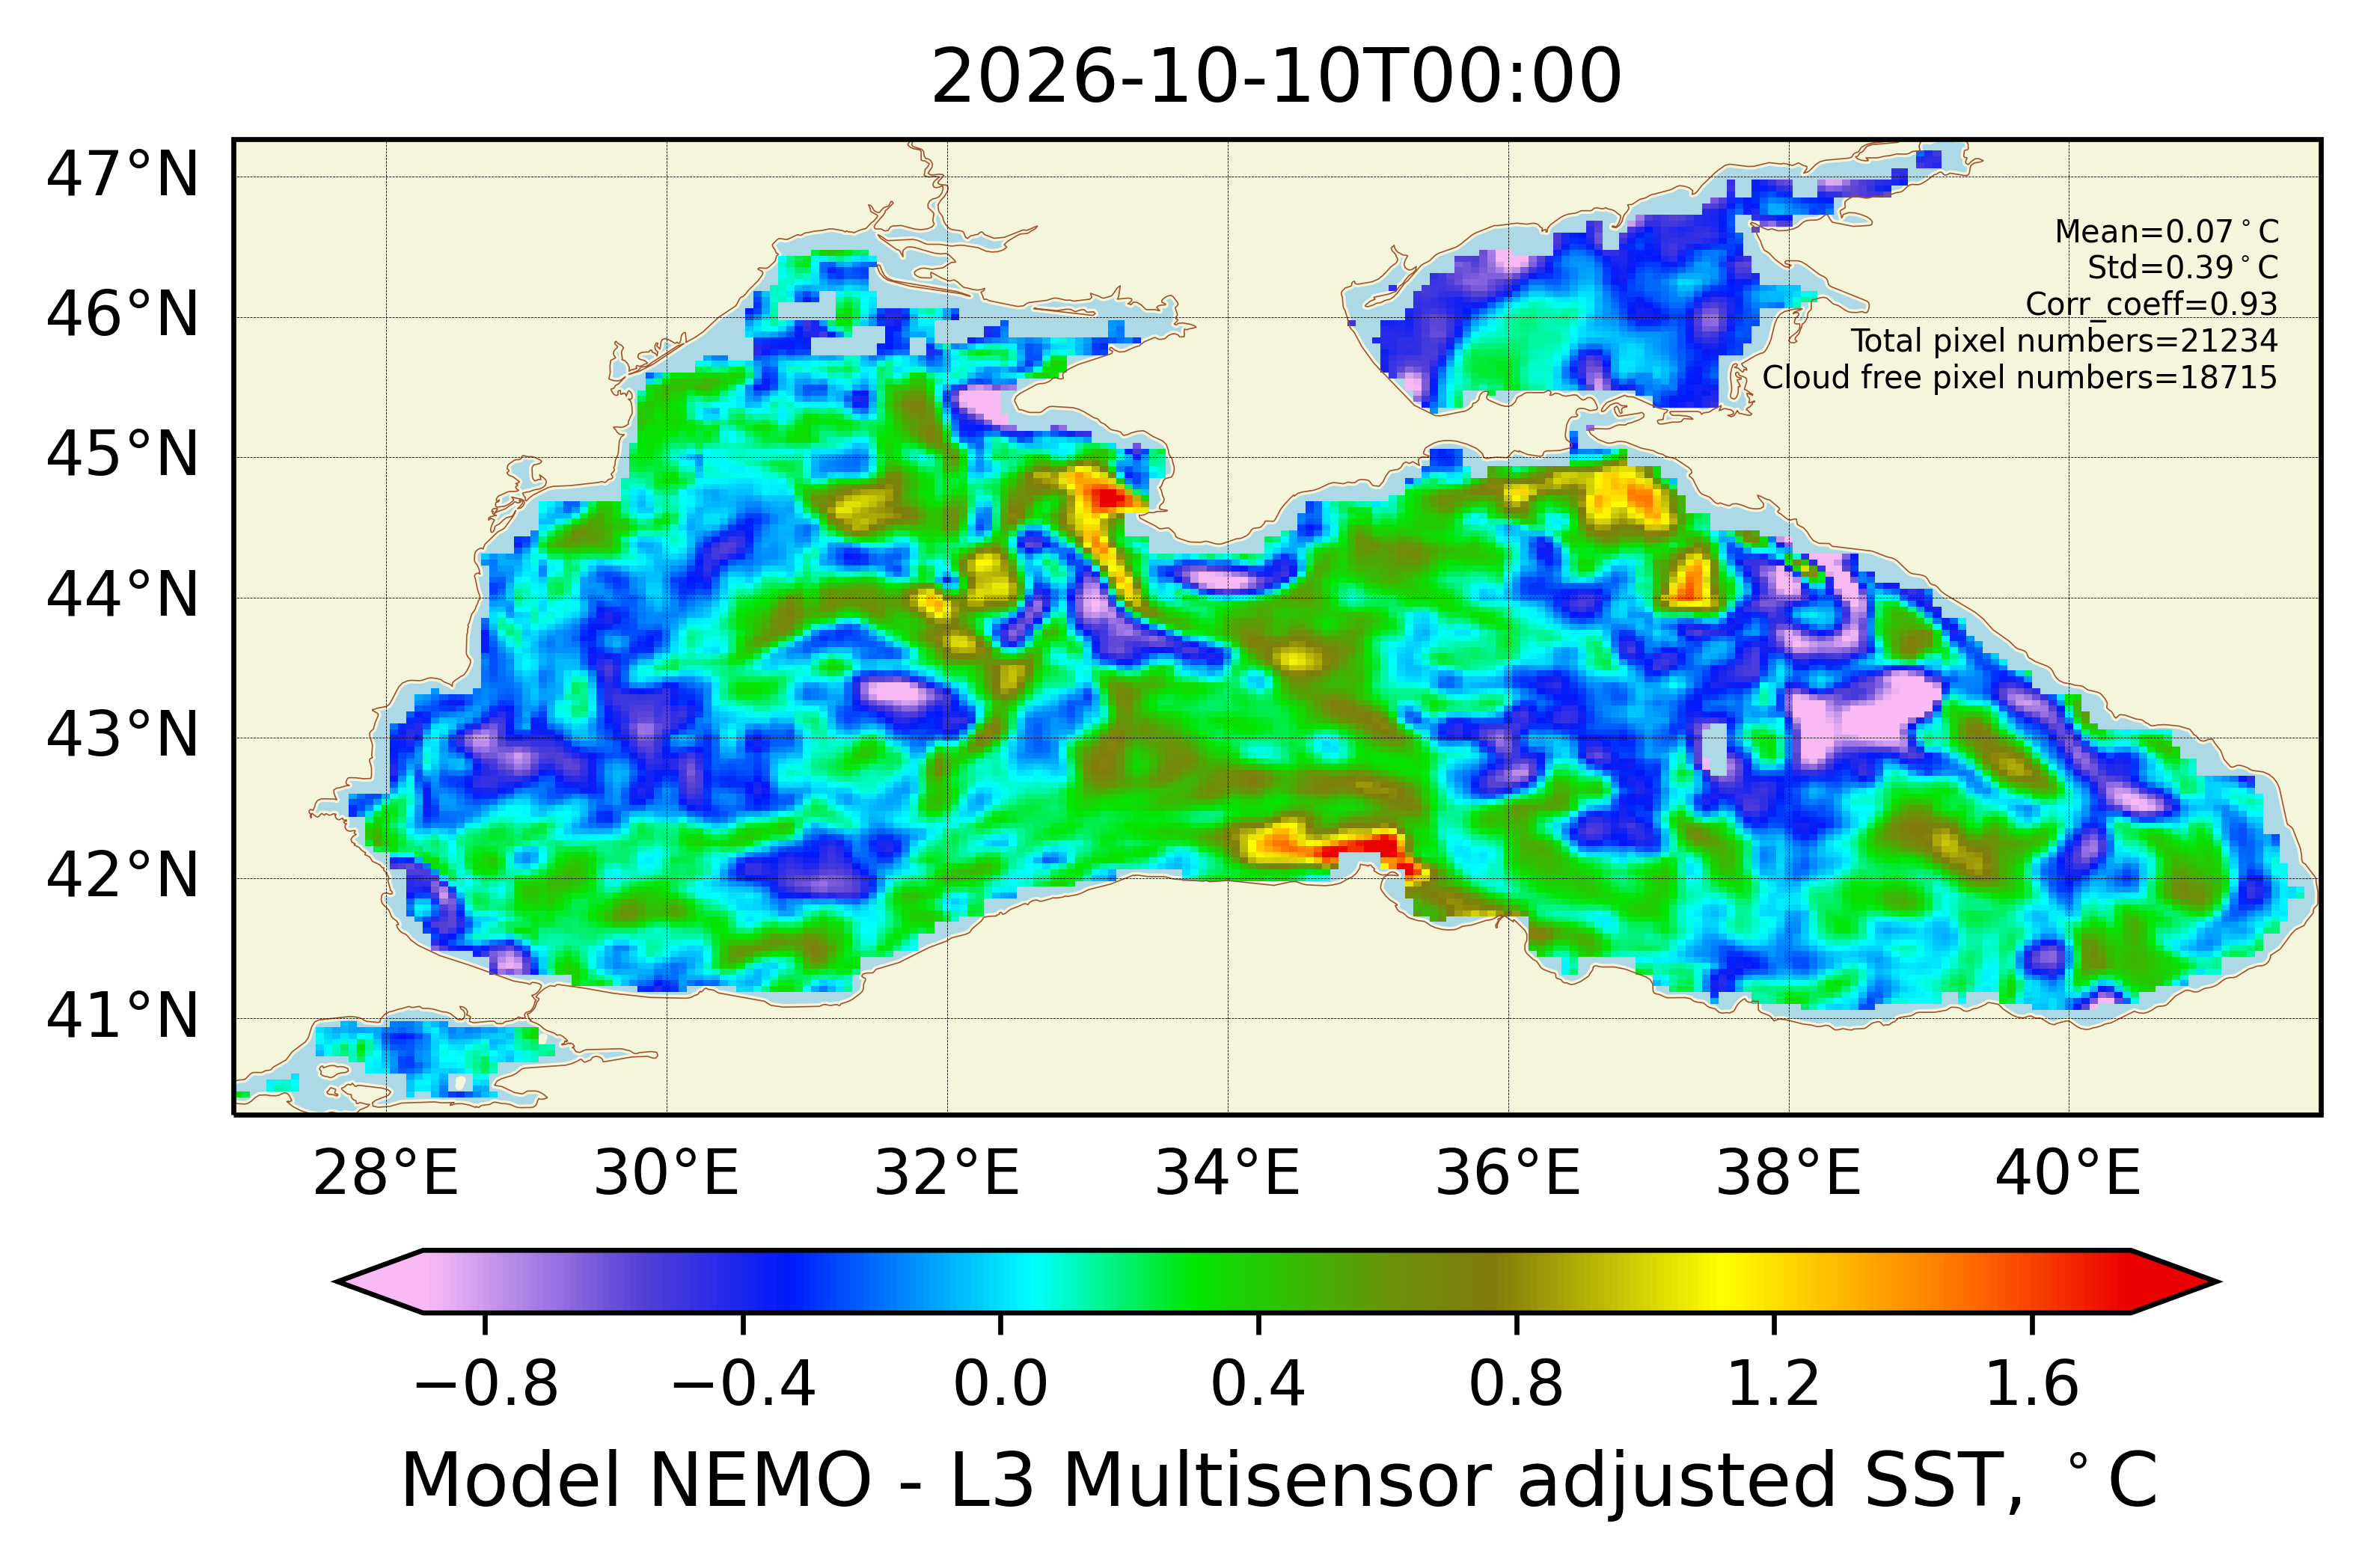 2026-10-10T00:00
47°N
46°N
45°N
44°N
43°N
42°N
41°N
Mean=0.07°C
Std=0.39°C
Corr_coeff=0.93
Total pixel numbers=21234
Cloud free pixel numbers=18715
28°E 30°E 32°E 34°E 36°E 38°E 40°E
−0.8 −0.4 0.0 0.4 0.8 1.2 1.6
Model NEMO - L3 Multisensor adjusted SST, °C